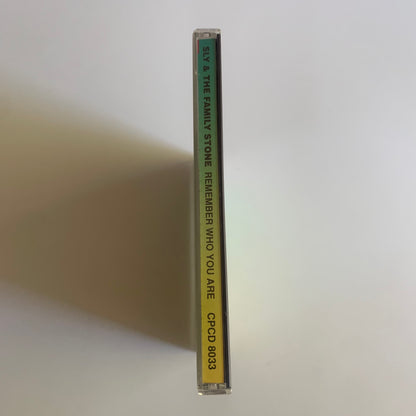 SLY & THE FAMILY STONE REMEMBER WHO YOU ARE CPCD 8033